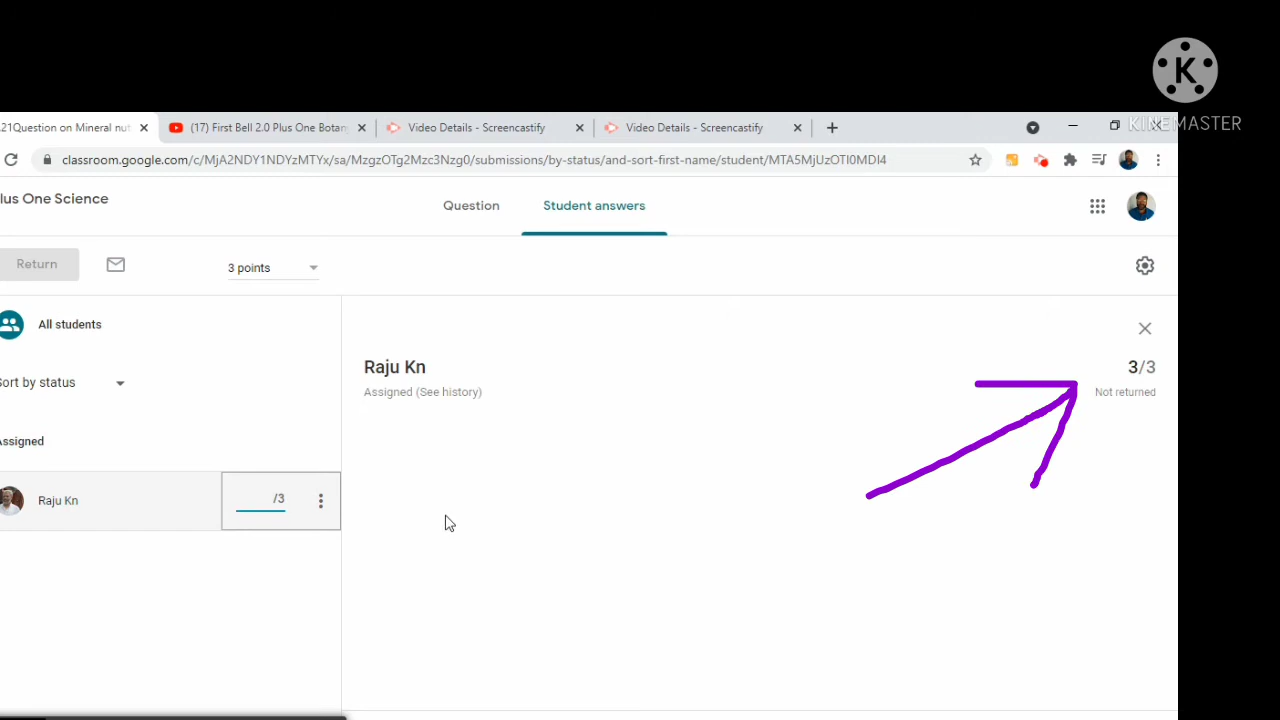 K
KINEMASTER
21Question on Mineral nut
(17) First Bell 2.0 Plus One Botan
Video Details - Screencastify
Video Details - Screencastify
classroom.google.com/c/MjA2NDY1NDYzMTYx/sa/MzgzOTg2Mzc3Nzg0/submissions/by-status/and-sort-first-name/student/MTA5MjUzOTI0MDI4
lus One Science
Question
Student answers
Return
3 points
All students
Sort by status
Raju Kn
3/3
Assigned (See history)
Not returned
Assigned
Raju Kn
/3